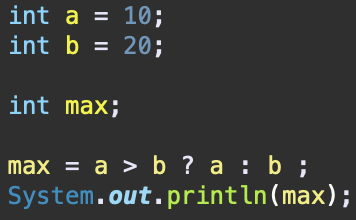 int a = 10;
int b = 20;
int max;
max = a > b ? a : b ;
System.out.println(max);